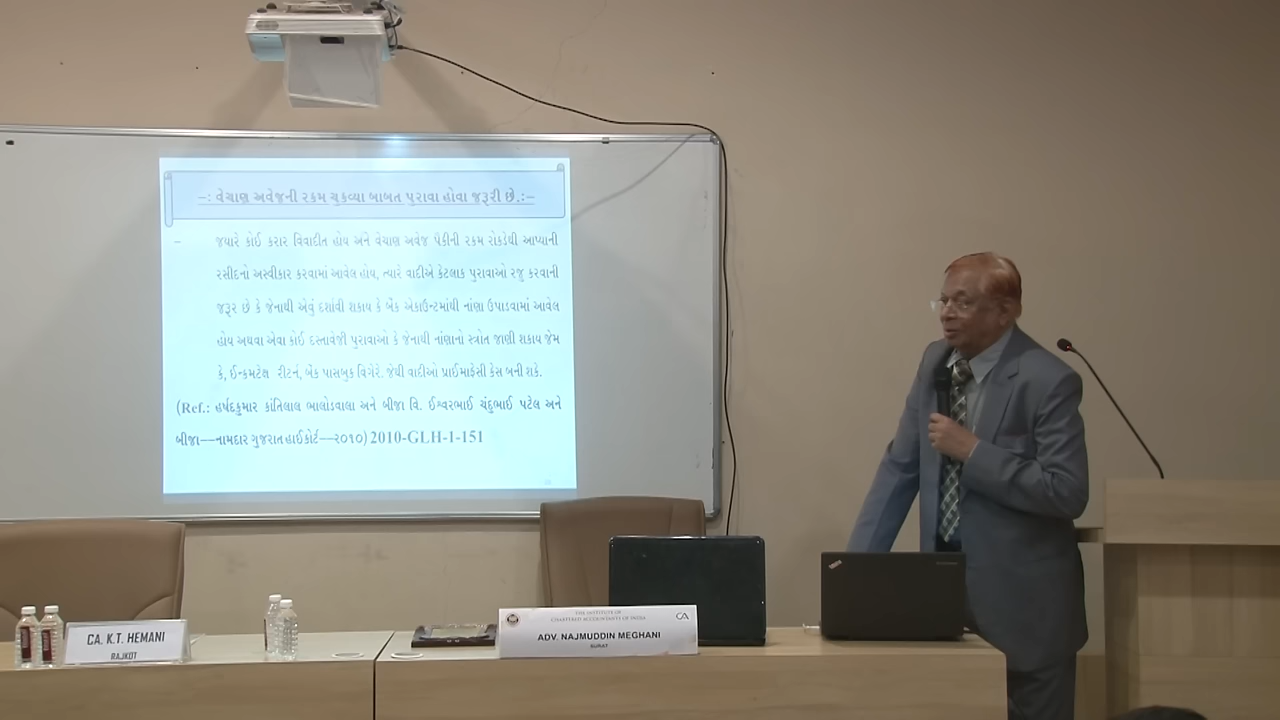 –: વેચાણ અવેજની રકમ ચુકવ્યા બાબત પુરાવા હોવા જરૂરી છે.:–
– જયારે કોઈ કરાર વિવાદીત હોય અને વેચાણ અવેજ પૈકીની રકમ રોકડેથી આપ્યાની
રસીદનો અસ્વીકાર કરવામાં આવેલ હોય, ત્યારે વાદીએ કેટલાક પુરાવાઓ રજુ કરવાની
જરૂર છે કે જેનાથી એવું દર્શાવી શકાય કે બેંક એકાઉન્ટમાંથી નાંણા ઉપાડવામાં આવેલ
હોય અથવા એવા કોઈ દસ્તાવેજી પુરાવાઓ કે જેનાથી નાંણાનો સ્ત્રોત જાણી શકાય જેમ
કે, ઈન્કમટેક્ષ રીટર્ન, બેંક પાસબુક વિગેરે. જેથી વાદીઓ પ્રાઈમાફેસી કેસ બની શકે.
(Ref.: હર્ષદકુમાર કાંતિલાલ ભાલોડવાલા અને બીજા વિ. ઈશ્વરભાઈ ચંદુભાઈ પટેલ અને
બીજા––નામદાર ગુજરાત હાઈકોર્ટ––૨૦૧૦) 2010-GLH-1-151
CA. K.T. HEMANI
RAJKOT
THE INSTITUTE OF
CHARTERED ACCOUNTANTS OF INDIA
CA
ADV. NAJMUDDIN MEGHANI
SURAT